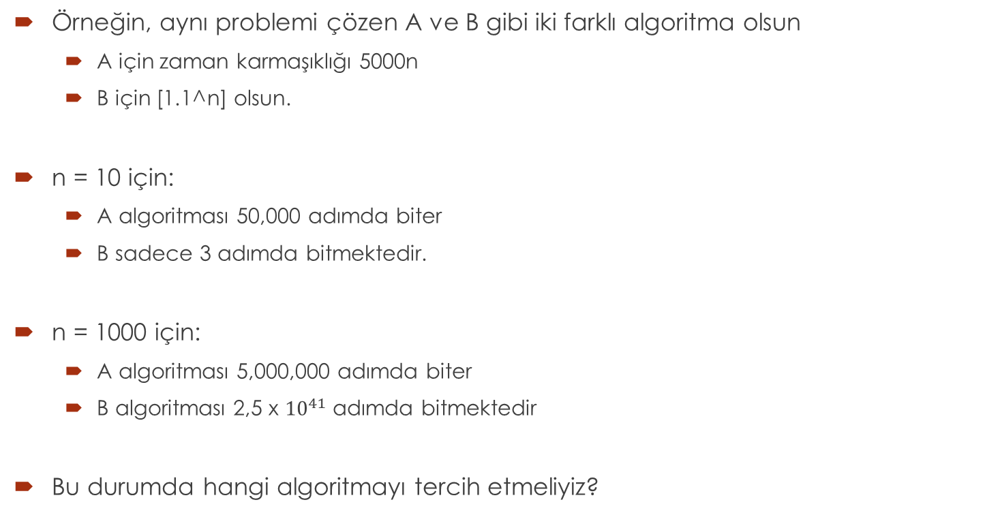 Örneğin, aynı problemi çözen A ve B gibi iki farklı algoritma olsun
A için zaman karmaşıklığı 5000n
B için [1.1^n] olsun.
n = 10 için:
A algoritması 50,000 adımda biter
B sadece 3 adımda bitmektedir.
n = 1000 için:
A algoritması 5,000,000 adımda biter
B algoritması 2,5 x 10⁴¹ adımda bitmektedir
Bu durumda hangi algoritmayı tercih etmeliyiz?